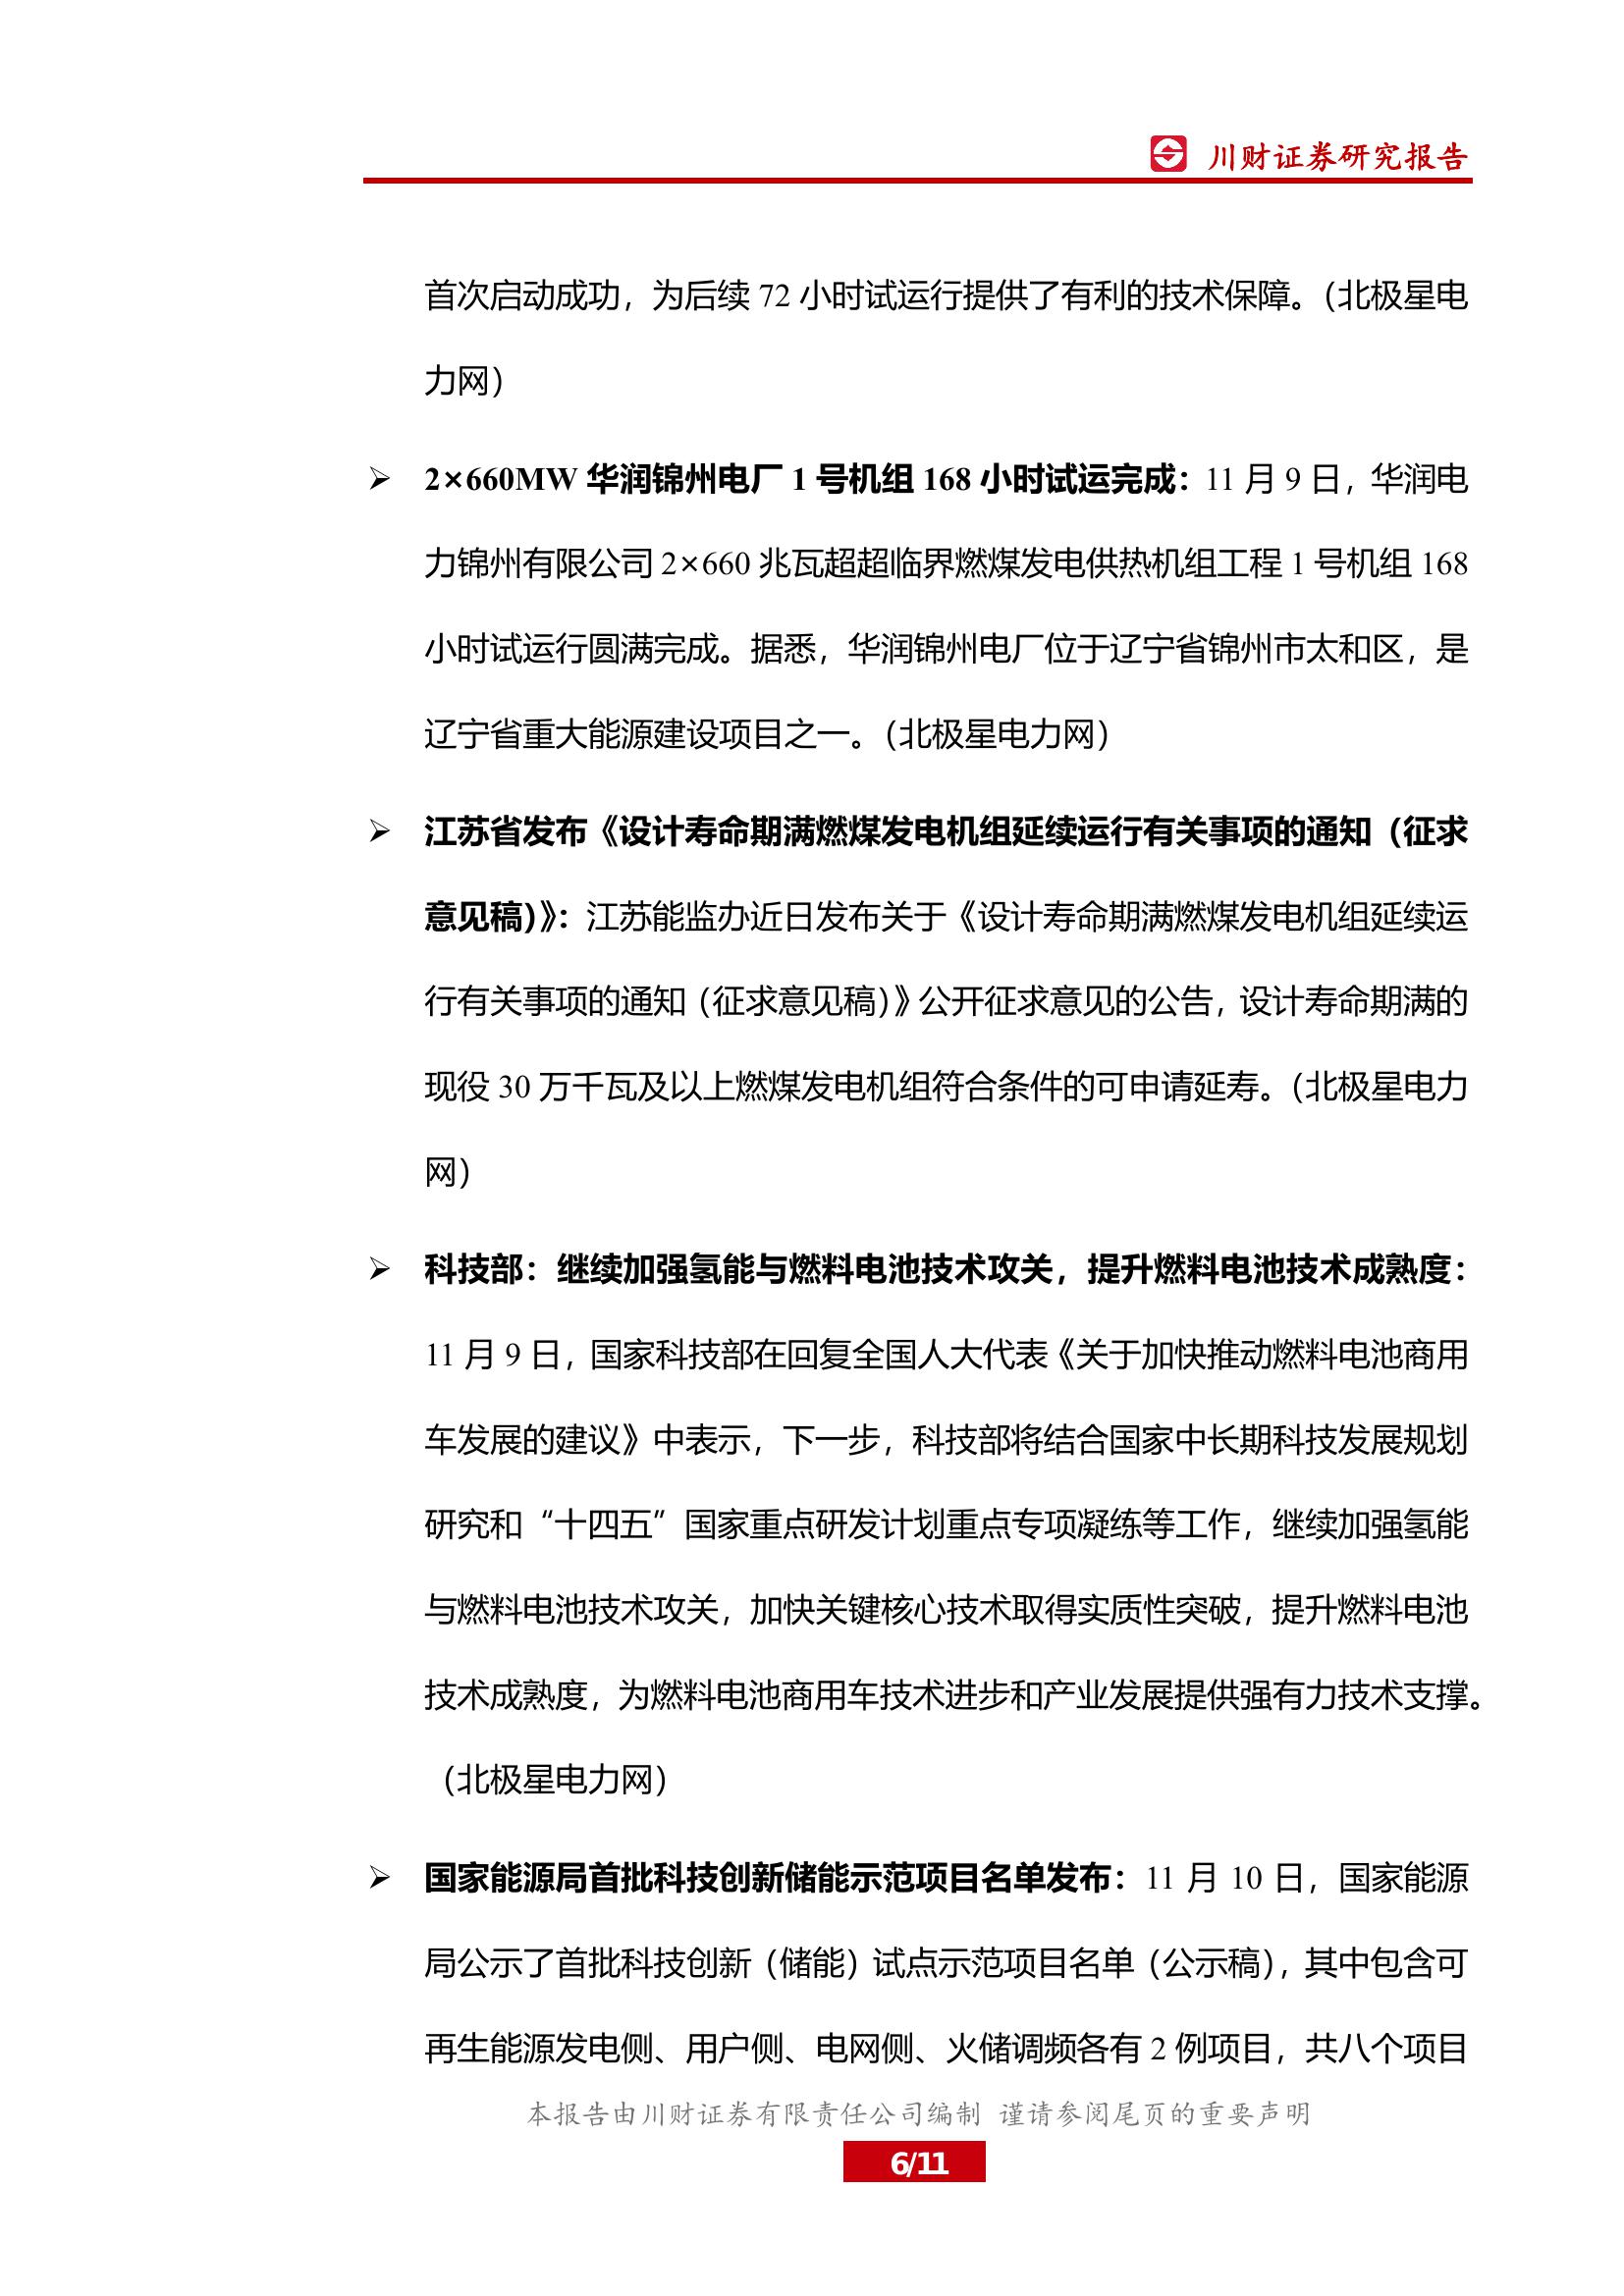 川财证券研究报告
首次启动成功，为后续 72 小时试运行提供了有利的技术保障。（北极星电
力网）
➢ 2×660MW 华润锦州电厂 1 号机组 168 小时试运完成：11 月 9 日，华润电
力锦州有限公司 2×660 兆瓦超超临界燃煤发电供热机组工程 1 号机组 168
小时试运行圆满完成。据悉，华润锦州电厂位于辽宁省锦州市太和区，是
辽宁省重大能源建设项目之一。（北极星电力网）
➢ 江苏省发布《设计寿命期满燃煤发电机组延续运行有关事项的通知（征求
意见稿）》：江苏能监办近日发布关于《设计寿命期满燃煤发电机组延续运
行有关事项的通知（征求意见稿）》公开征求意见的公告，设计寿命期满的
现役 30 万千瓦及以上燃煤发电机组符合条件的可申请延寿。（北极星电力
网）
➢ 科技部：继续加强氢能与燃料电池技术攻关，提升燃料电池技术成熟度：
11 月 9 日，国家科技部在回复全国人大代表《关于加快推动燃料电池商用
车发展的建议》中表示，下一步，科技部将结合国家中长期科技发展规划
研究和“十四五”国家重点研发计划重点专项凝练等工作，继续加强氢能
与燃料电池技术攻关，加快关键核心技术取得实质性突破，提升燃料电池
技术成熟度，为燃料电池商用车技术进步和产业发展提供强有力技术支撑。
（北极星电力网）
➢ 国家能源局首批科技创新储能示范项目名单发布：11 月 10 日，国家能源
局公示了首批科技创新（储能）试点示范项目名单（公示稿），其中包含可
再生能源发电侧、用户侧、电网侧、火储调频各有 2 例项目，共八个项目
本报告由川财证券有限责任公司编制 谨请参阅尾页的重要声明
6/11